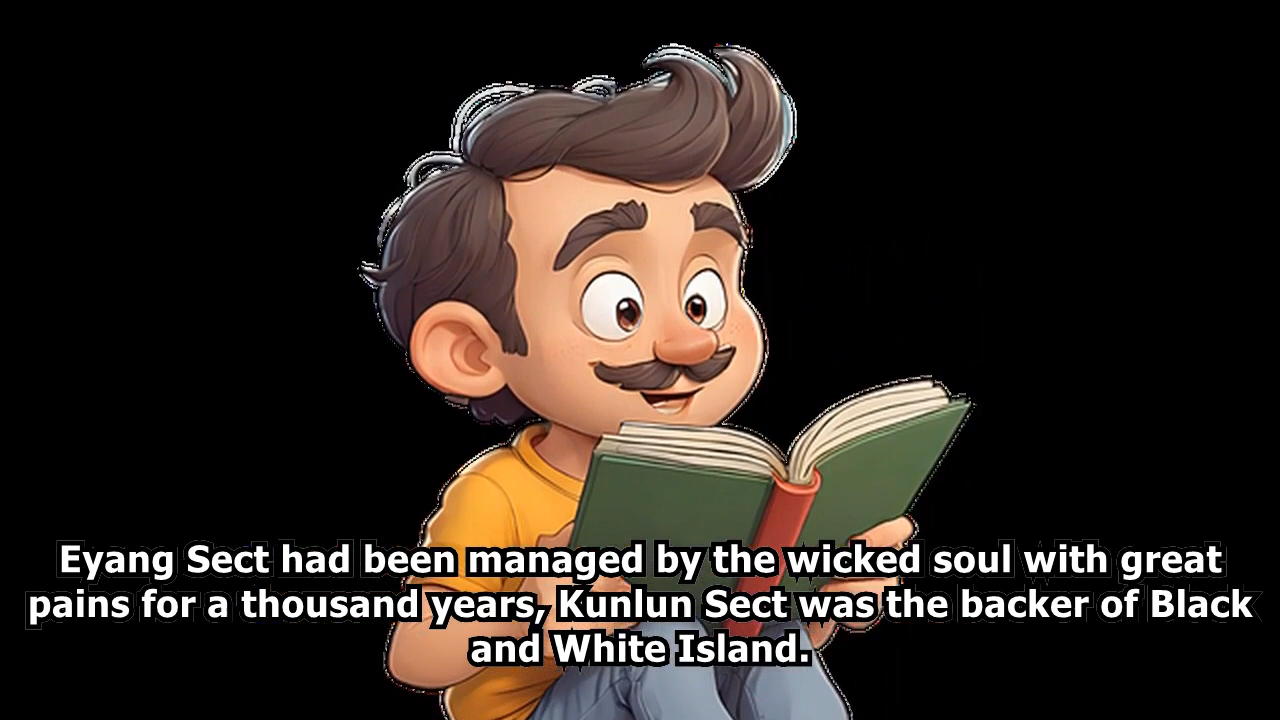 Eyang Sect had been managed by the wicked soul with great
pains for a thousand years, Kunlun Sect was the backer of Black
and White Island.